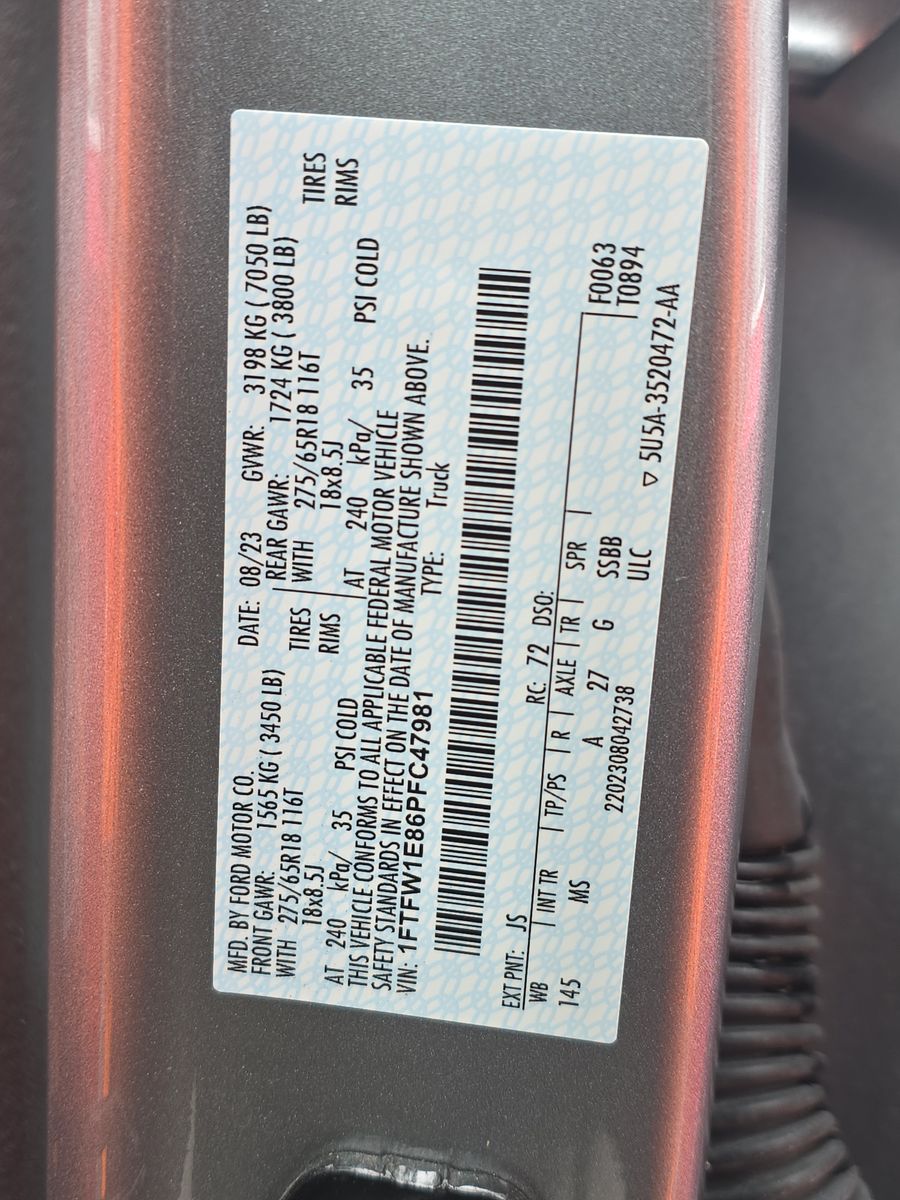 MFD. BY FORD MOTOR CO. DATE: 08/23 GVWR: 3198 KG ( 7050 LB)
FRONT GAWR: 1565 KG ( 3450 LB) REAR GAWR: 1724 KG ( 3800 LB)
WITH 275/65R18 116T TIRES WITH 275/65R18 116T TIRES
18x8.5J RIMS 18x8.5J RIMS
AT 240 kPa/ 35 PSI COLD AT 240 kPa/ 35 PSI COLD
THIS VEHICLE CONFORMS TO ALL APPLICABLE FEDERAL MOTOR VEHICLE
SAFETY STANDARDS IN EFFECT ON THE DATE OF MANUFACTURE SHOWN ABOVE.
VIN: 1FTFW1E86PFC47981 TYPE: Truck
EXT PNT: JS RC: 72 DSO:
WB INT TR TP/PS R AXLE TR SPR F0063
145 MS A 27 G SSBB T0894
2202308042738 ULC
▽ 5U5A-3520472-AA